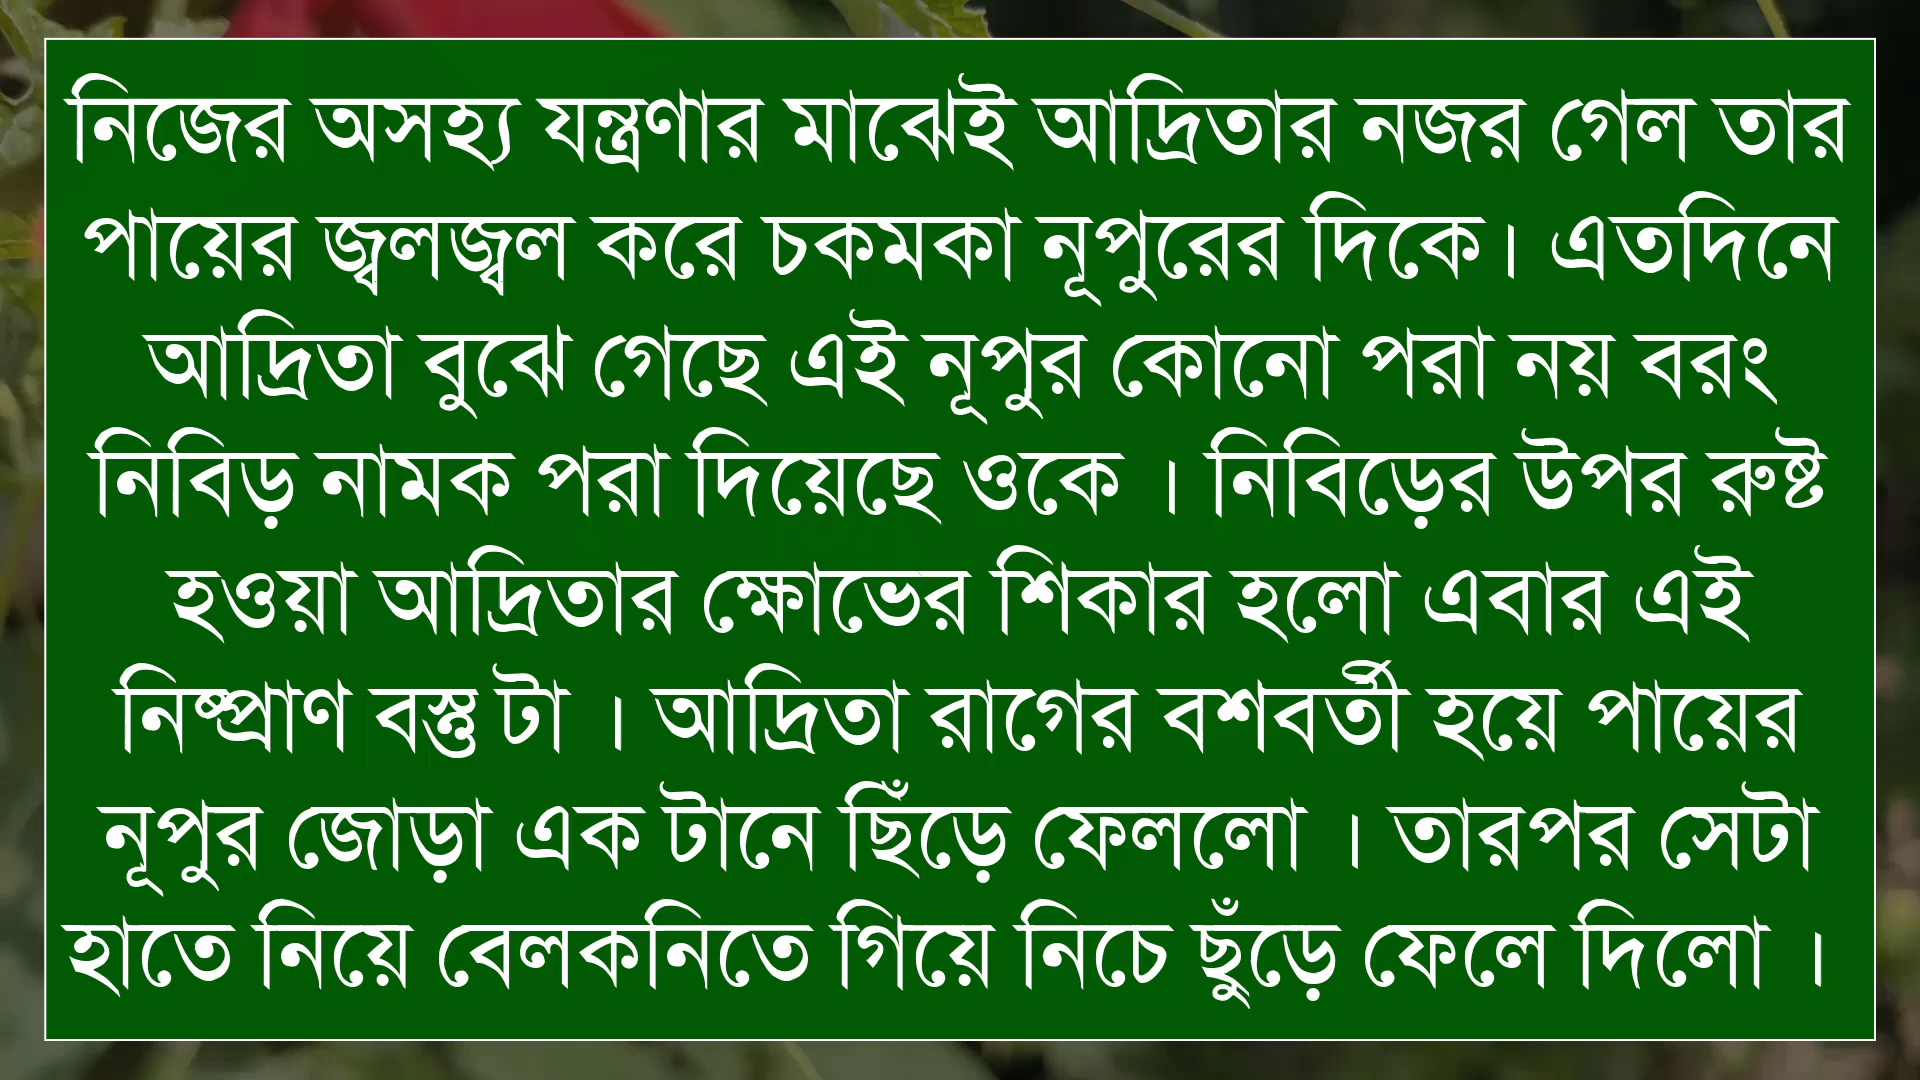 নিজের অসহ্য যন্ত্রণার মাঝেই আদ্রিতার নজর গেল তার
পায়ের জ্বলজ্বল করে চকমকা নূপুরের দিকে। এতদিনে
আদ্রিতা বুঝে গেছে এই নূপুর কোনো পরা নয় বরং
নিবিড় নামক পরা দিয়েছে ওকে । নিবিড়ের উপর রুষ্ট
হওয়া আদ্রিতার ক্ষোভের শিকার হলো এবার এই
নিষ্প্রাণ বস্তু টা । আদ্রিতা রাগের বশবর্তী হয়ে পায়ের
নূপুর জোড়া এক টানে ছিঁড়ে ফেললো । তারপর সেটা
হাতে নিয়ে বেলকনিতে গিয়ে নিচে ছুঁড়ে ফেলে দিলো ।